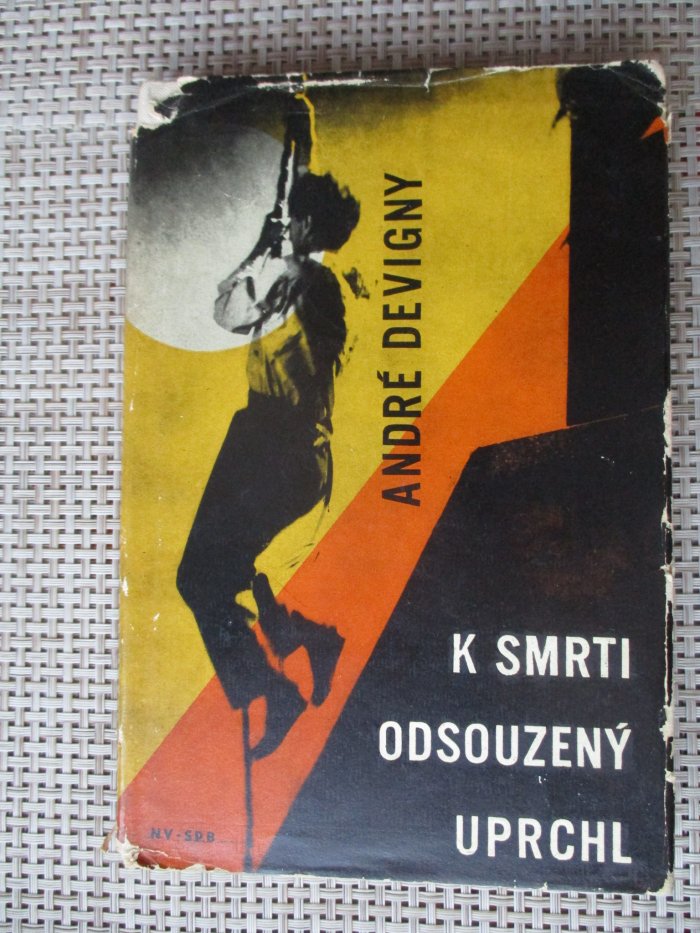 ANDRÉ DEVIGNY
K SMRTI
ODSOUZENÝ
UPRCHL
NV-SPB